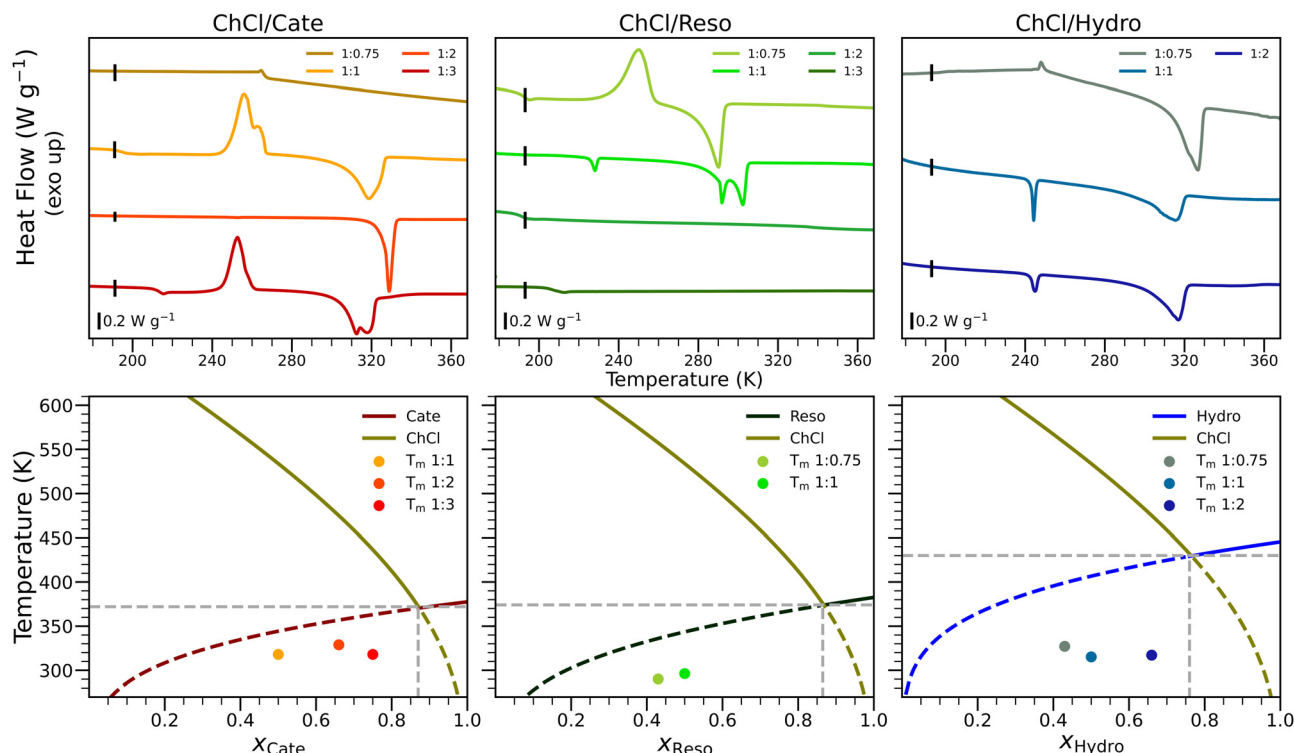 ChCl/Cate
ChCl/Reso
ChCl/Hydro
Heat Flow (W g⁻¹)
(exo up)
1:0.75 1:2
1:1 1:3
0.2 W g⁻¹
200 240 280 320 360
1:0.75 1:2
1:1 1:3
0.2 W g⁻¹
200 240 280 320 360
1:0.75 1:2
1:1
200 240 280 320 360
Temperature (K)
Temperature (K)
600
550
500
450
400
350
300
Cate
ChCl
Tm 1:1
Tm 1:2
Tm 1:3
0.2 0.4 0.6 0.8 1.0
xCate
Reso
ChCl
Tm 1:0.75
Tm 1:1
0.2 0.4 0.6 0.8 1.0
xReso
Hydro
ChCl
Tm 1:0.75
Tm 1:1
Tm 1:2
0.2 0.4 0.6 0.8 1.0
xHydro